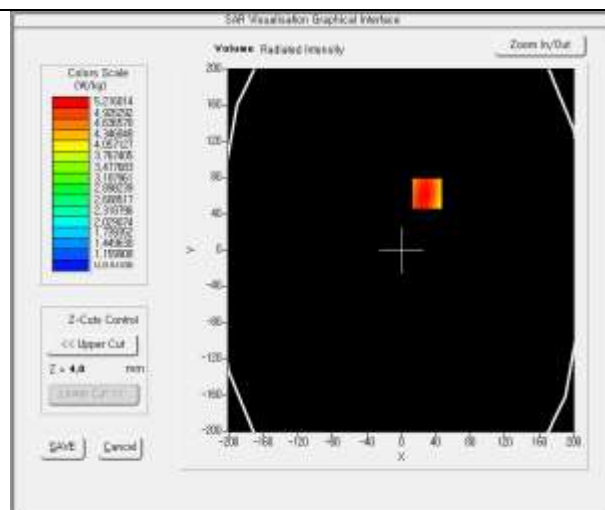 SAR Visualisation Graphical Interface
Volume Radiated Intensity
Zoom In/Out
Colors Scale
(W/kg)
5,216014
4,926292
4,636570
4,346848
4,057127
3,767405
3,477683
3,187961
2,898239
2,608517
2,318796
2,029074
1,739352
1,449630
1,159908
Z-Cuts Control
<< Upper Cut
Z = 4,0 mm
SAVE
Cancel
200
160
120
80
40
0
-40
-80
-120
-160
-200
Y
-200 -160 -120 -80 -40 0 40 80 120 160 200
X